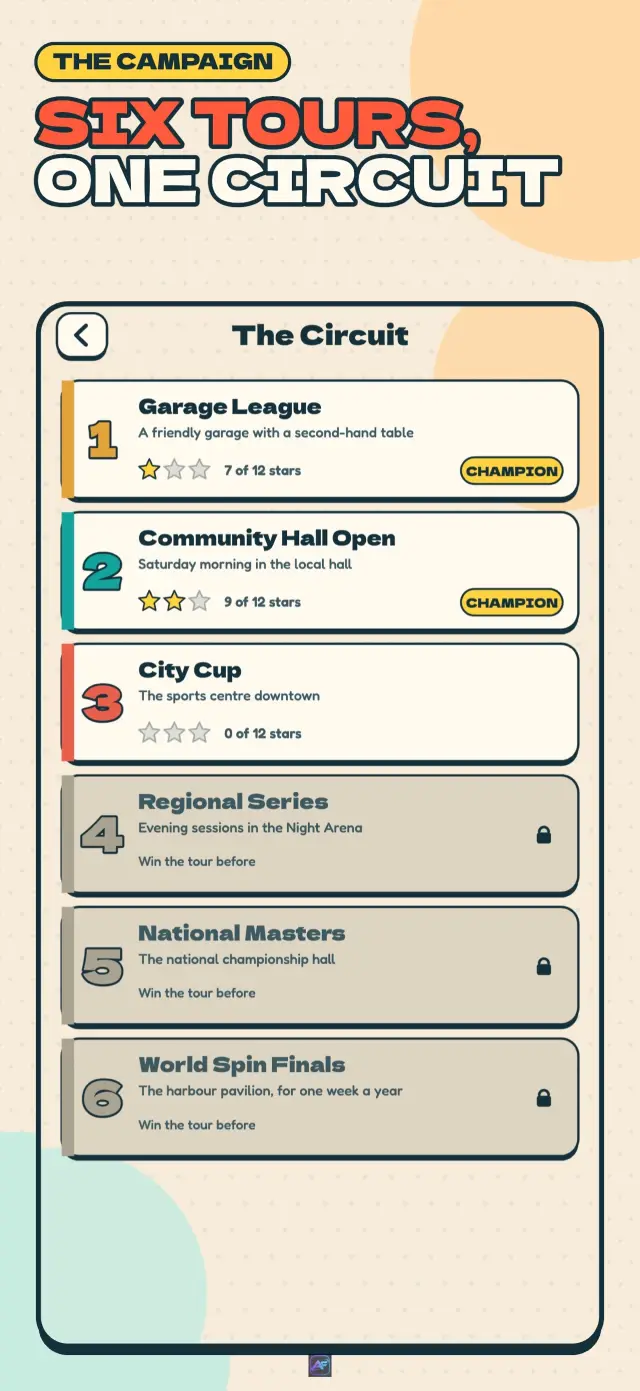 THE CAMPAIGN
SIX TOURS,
ONE CIRCUIT
The Circuit
1
Garage League
A friendly garage with a second-hand table
7 of 12 stars
CHAMPION
2
Community Hall Open
Saturday morning in the local hall
9 of 12 stars
CHAMPION
3
City Cup
The sports centre downtown
0 of 12 stars
4
Regional Series
Evening sessions in the Night Arena
Win the tour before
5
National Masters
The national championship hall
Win the tour before
6
World Spin Finals
The harbour pavilion, for one week a year
Win the tour before
AF